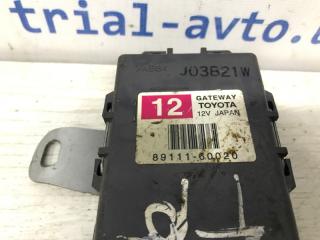 trial-avto.
J03B21W
12
GATEWAY
TOYOTA
12V JAPAN
89111-60020